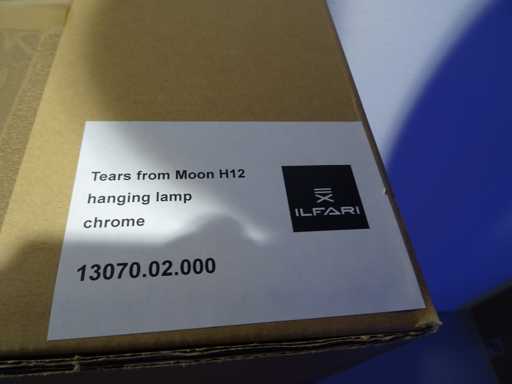 Tears from Moon H12
hanging lamp
chrome
ILFARI
13070.02.000